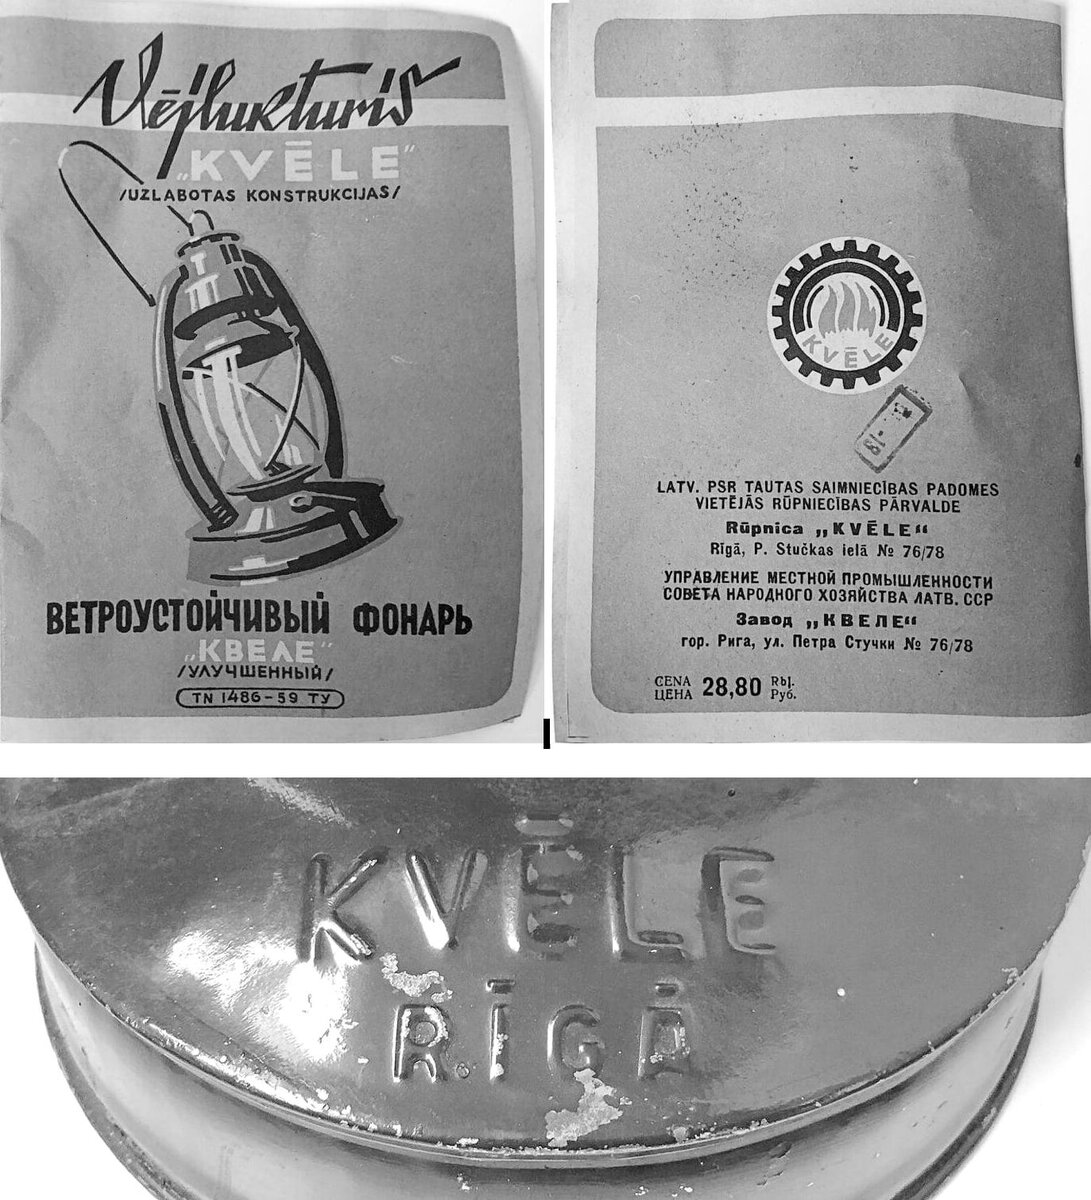 Vējlukturis
„KVĒLE”
/UZLABOTAS KONSTRUKCIJAS/
ВЕТРОУСТОЙЧИВЫЙ ФОНАРЬ
„КВЕЛЕ”
/УЛУЧШЕННЫЙ/
TN 1486-59 ТУ
KVĒLE
LATV. PSR TAUTAS SAIMNIECĪBAS PADOMES
VIETĒJĀS RŪPNIECĪBAS PĀRVALDE
Rūpnica „KVĒLE“
Rīgā, P. Stučkas ielā № 76/78
УПРАВЛЕНИЕ МЕСТНОЙ ПРОМЫШЛЕННОСТИ
СОВЕТА НАРОДНОГО ХОЗЯЙСТВА ЛАТВ. ССР
Завод „КВЕЛЕ“
гор. Рига, ул. Петра Стучки № 76/78
CENA 28,80 Rbļ.
ЦЕНА Руб.
KVĒLE
RĪGĀ